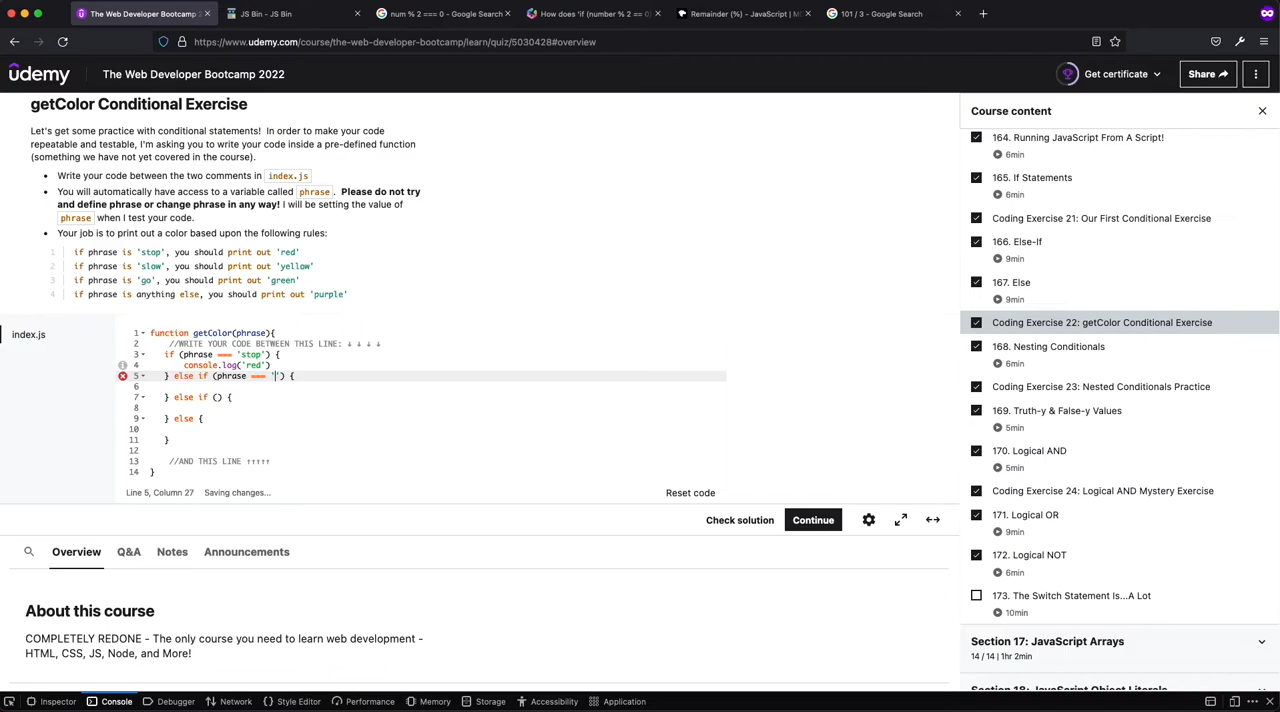 The Web Developer Bootcamp 2
JS Bin - JS Bin
num % 2 === 0 - Google Search
How does 'if (number % 2 == 0)
Remainder (%) - JavaScript | M
101 / 3 - Google Search
https://www.udemy.com/course/the-web-developer-bootcamp/learn/quiz/5030428#overview
udemy
The Web Developer Bootcamp 2022
Get certificate
Share
getColor Conditional Exercise
Let's get some practice with conditional statements! In order to make your code
repeatable and testable, I'm asking you to write your code inside a pre-defined function
(something we have not yet covered in the course).
Write your code between the two comments in index.js
You will automatically have access to a variable called phrase. Please do not try
and define phrase or change phrase in any way! I will be setting the value of
phrase when I test your code.
Your job is to print out a color based upon the following rules:
1 if phrase is 'stop', you should print out 'red'
2 if phrase is 'slow', you should print out 'yellow'
3 if phrase is 'go', you should print out 'green'
4 if phrase is anything else, you should print out 'purple'
index.js
1 function getColor(phrase){
2 //WRITE YOUR CODE BETWEEN THIS LINE: ↓ ↓ ↓ ↓
3 if (phrase === 'stop') {
4 console.log('red')
5 } else if (phrase === '') {
6
7 } else if () {
8
9 } else {
10
11 }
12
13 //AND THIS LINE ↑↑↑↑↑
14 }
Line 5, Column 27
Saving changes...
Reset code
Check solution
Continue
Overview
Q&A
Notes
Announcements
About this course
COMPLETELY REDONE - The only course you need to learn web development -
HTML, CSS, JS, Node, and More!
Course content
164. Running JavaScript From A Script!
6min
165. If Statements
6min
Coding Exercise 21: Our First Conditional Exercise
166. Else-If
9min
167. Else
9min
Coding Exercise 22: getColor Conditional Exercise
168. Nesting Conditionals
6min
Coding Exercise 23: Nested Conditionals Practice
169. Truth-y & False-y Values
5min
170. Logical AND
5min
Coding Exercise 24: Logical AND Mystery Exercise
171. Logical OR
9min
172. Logical NOT
6min
173. The Switch Statement Is...A Lot
10min
Section 17: JavaScript Arrays
14 / 14 | 1hr 2min
Section 18: JavaScript Object Literals
Inspector
Console
Debugger
Network
Style Editor
Performance
Memory
Storage
Accessibility
Application